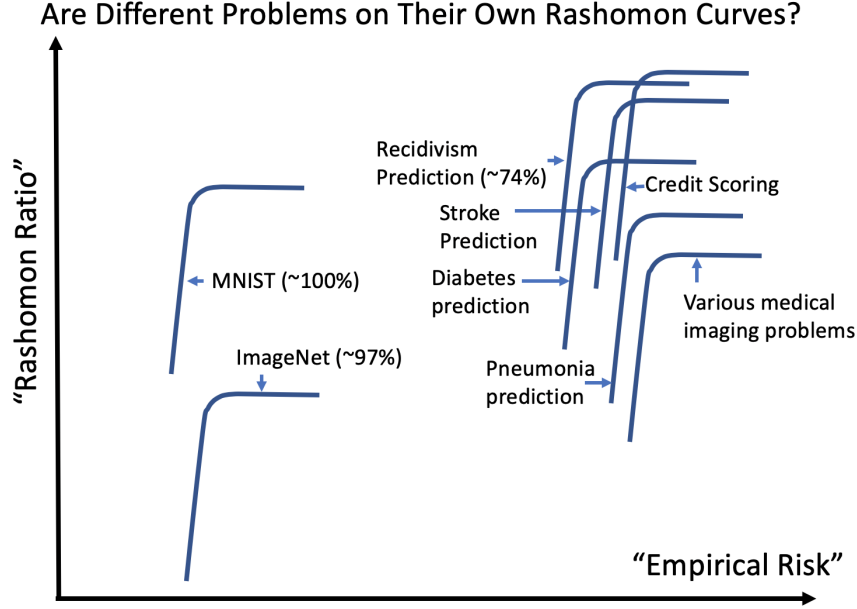 Are Different Problems on Their Own Rashomon Curves?
"Rashomon Ratio"
Recidivism
Prediction (~74%)
Credit Scoring
Stroke
Prediction
MNIST (~100%)
Diabetes
prediction
Various medical
imaging problems
ImageNet (~97%)
Pneumonia
prediction
"Empirical Risk"